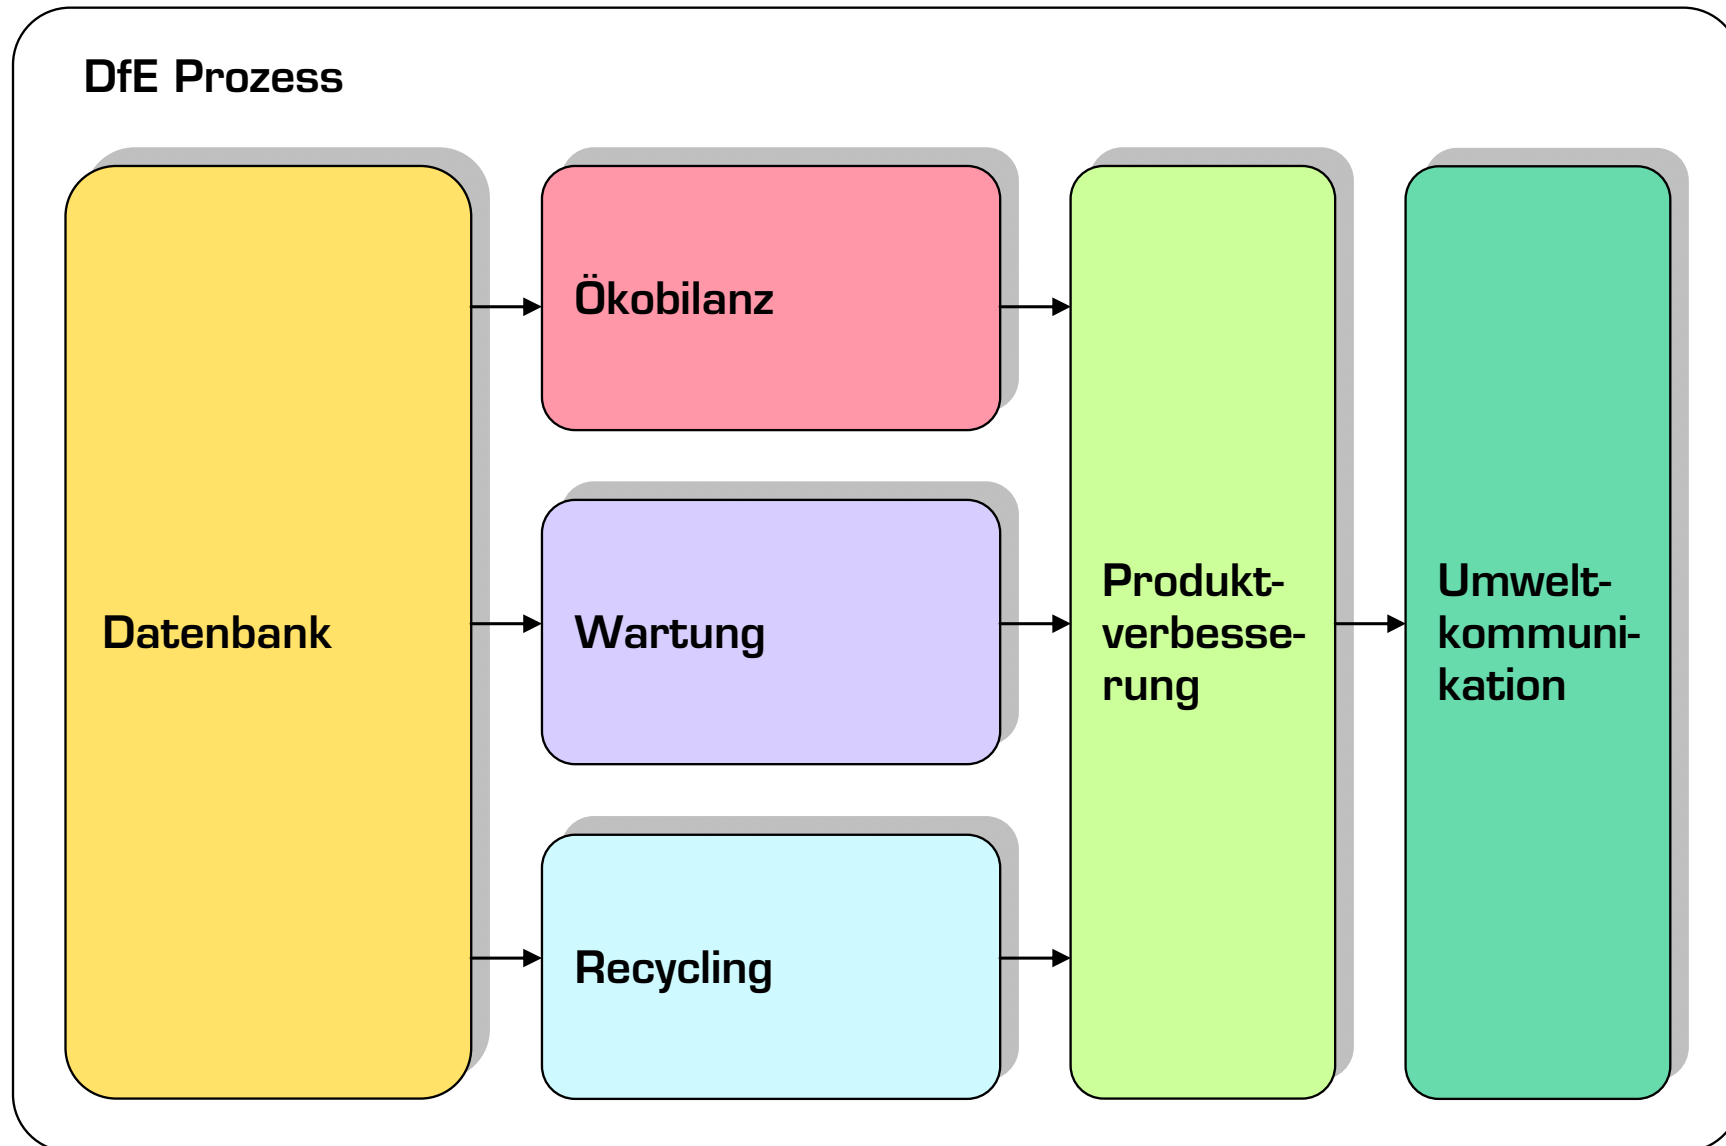 DfE Prozess
Datenbank
Ökobilanz
Wartung
Recycling
Produkt-
verbesse-
rung
Umwelt-
kommuni-
kation